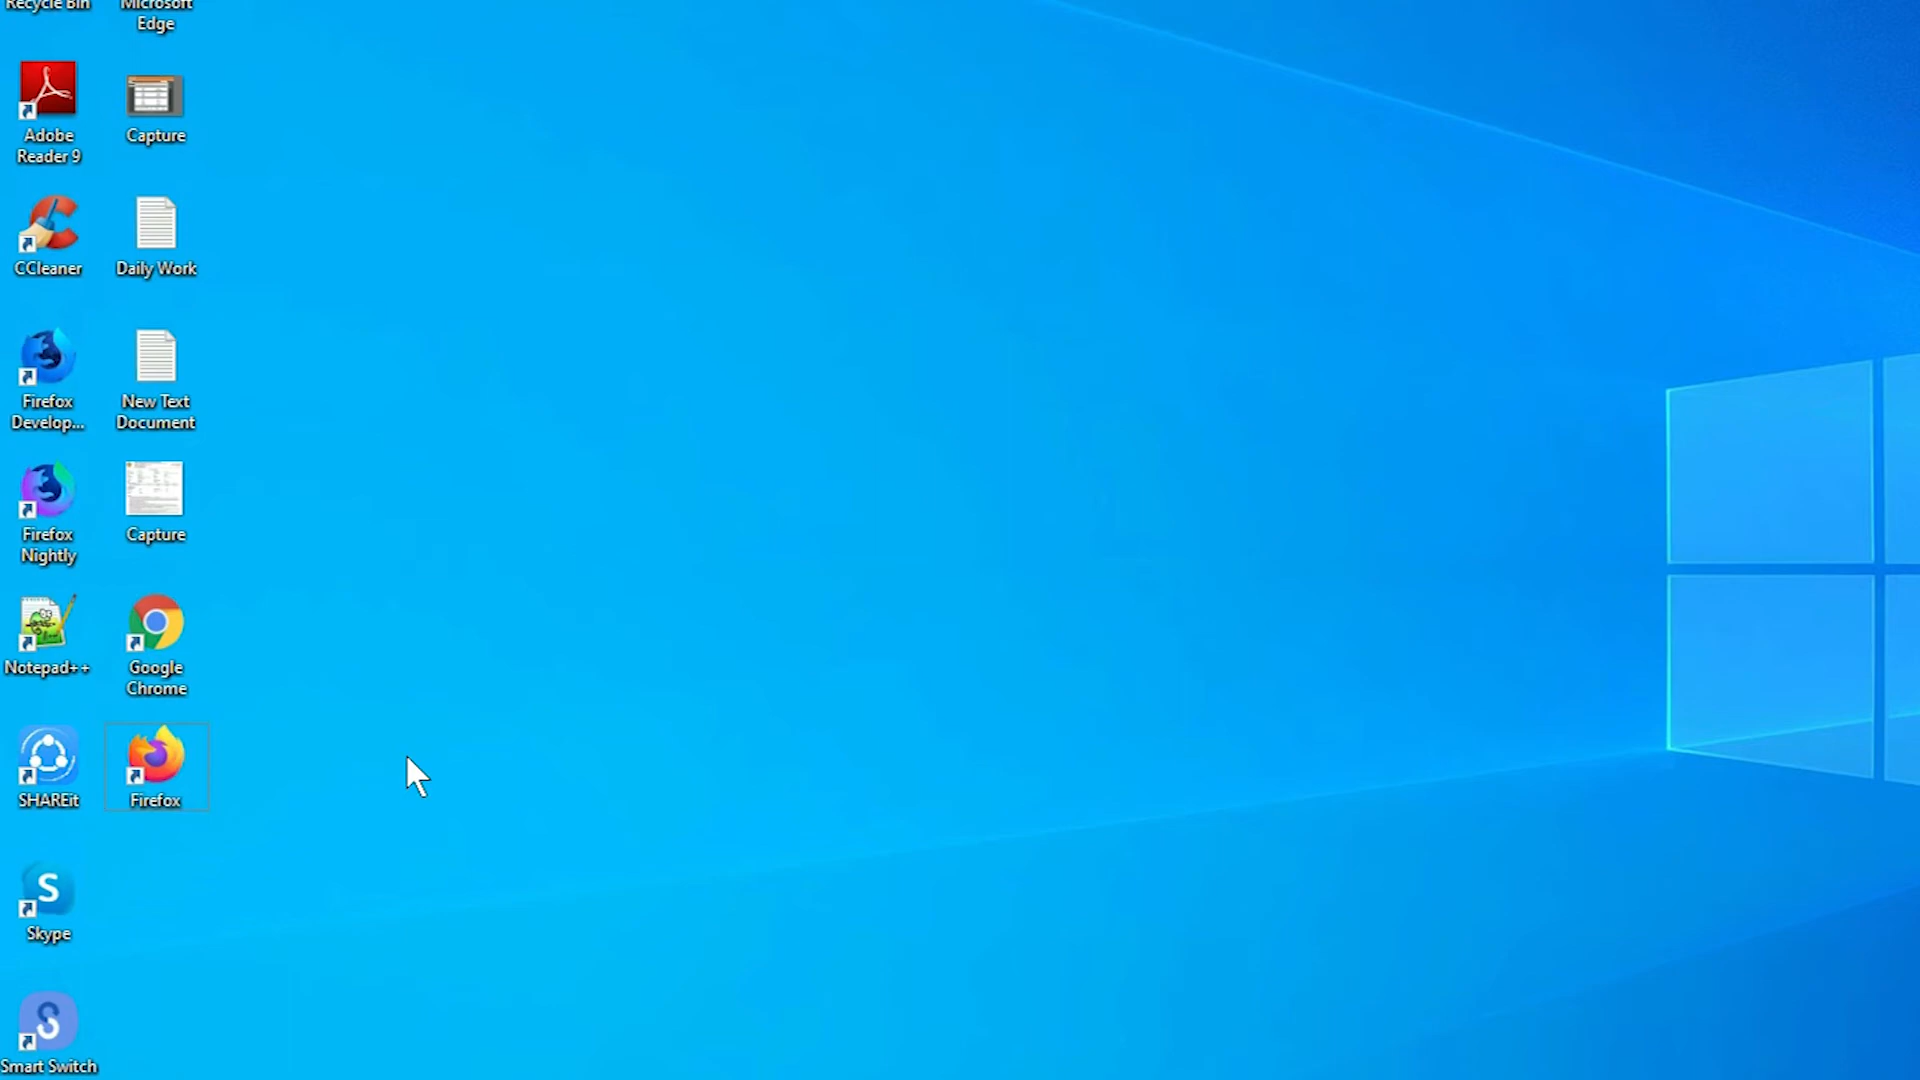 Recycle Bin
Microsoft
Edge
Adobe
Reader 9
Capture
CCleaner
Daily Work
Firefox
Develop...
New Text
Document
Firefox
Nightly
Capture
Notepad++
Google
Chrome
SHAREit
Firefox
S
Skype
Smart Switch